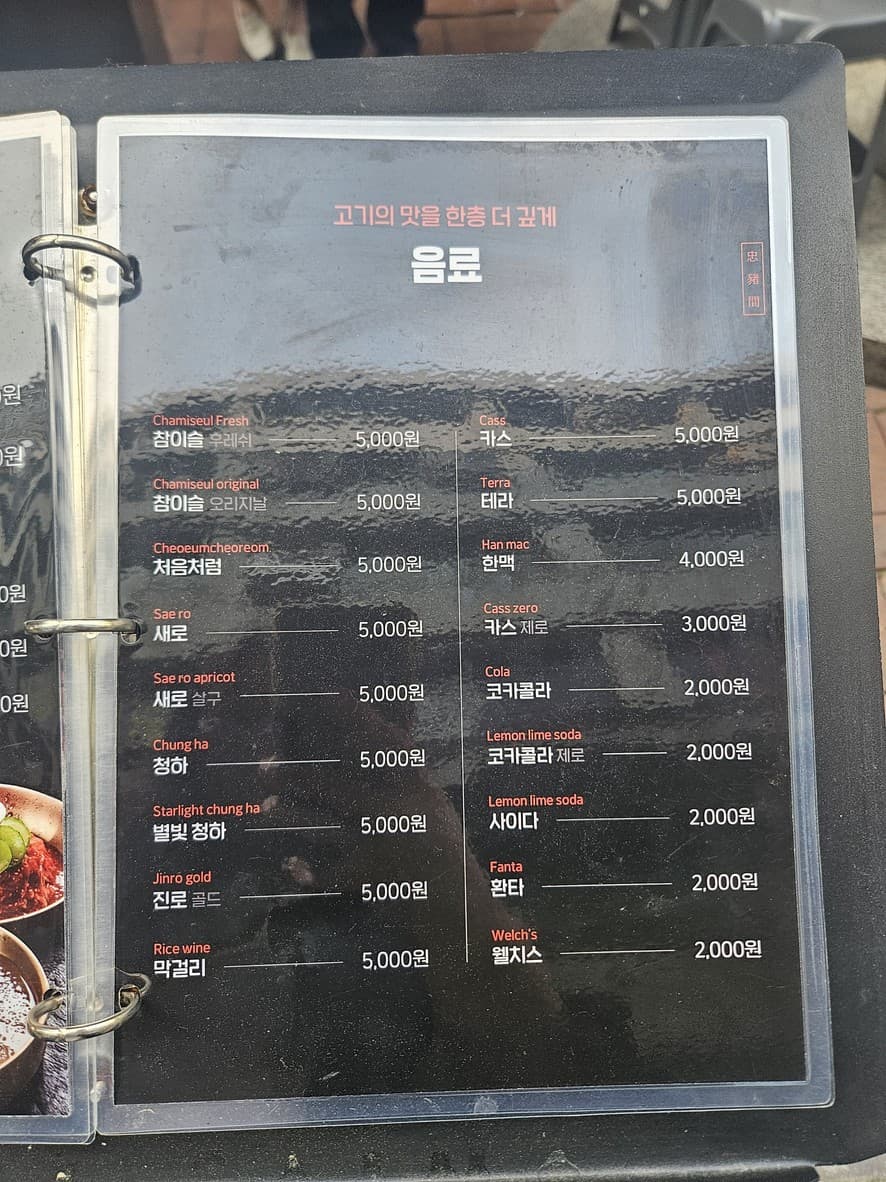 고기의 맛을 한층 더 깊게
음료
忠
豬
間
Chamiseul Fresh
참이슬 우레쉬 5,000원
Chamiseul original
참이슬 오리지날 5,000원
Cheoeumcheoreom.
처음처럼 5,000원
Sae ro
새로 5,000원
Sae ro apricot
새로 살구 5,000원
Chung ha
청하 5,000원
Starlight chung ha
별빛 청하 5,000원
Jinro gold
진로 골드 5,000원
Rice wine
막걸리 5,000원
Cass
카스 5,000원
Terra
테라 5,000원
Han mac
한맥 4,000원
Cass zero
카스 제로 3,000원
Cola
코카콜라 2,000원
Lemon lime soda
코카콜라 제로 2,000원
Lemon lime soda
사이다 2,000원
Fanta
환타 2,000원
Welch's
웰치스 2,000원